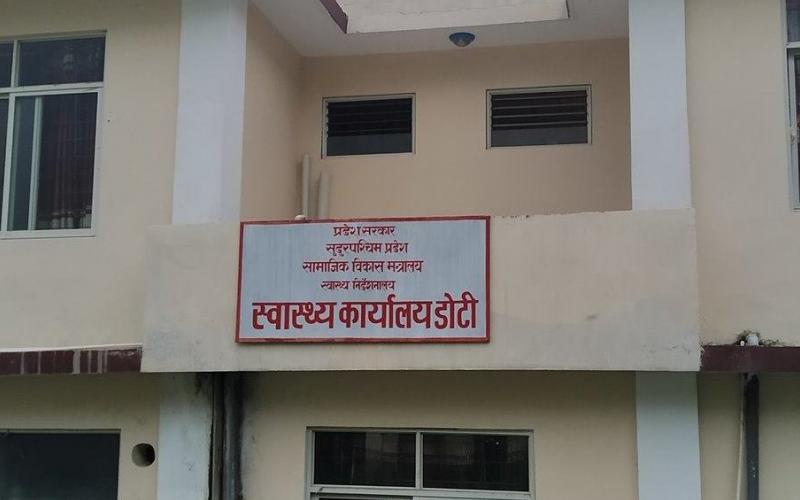 प्रदेश सरकार
सुदुरपश्चिम प्रदेश
सामाजिक विकास मन्त्रालय
स्वास्थ्य निर्देशनालय
स्वास्थ्य कार्यालय डोटी